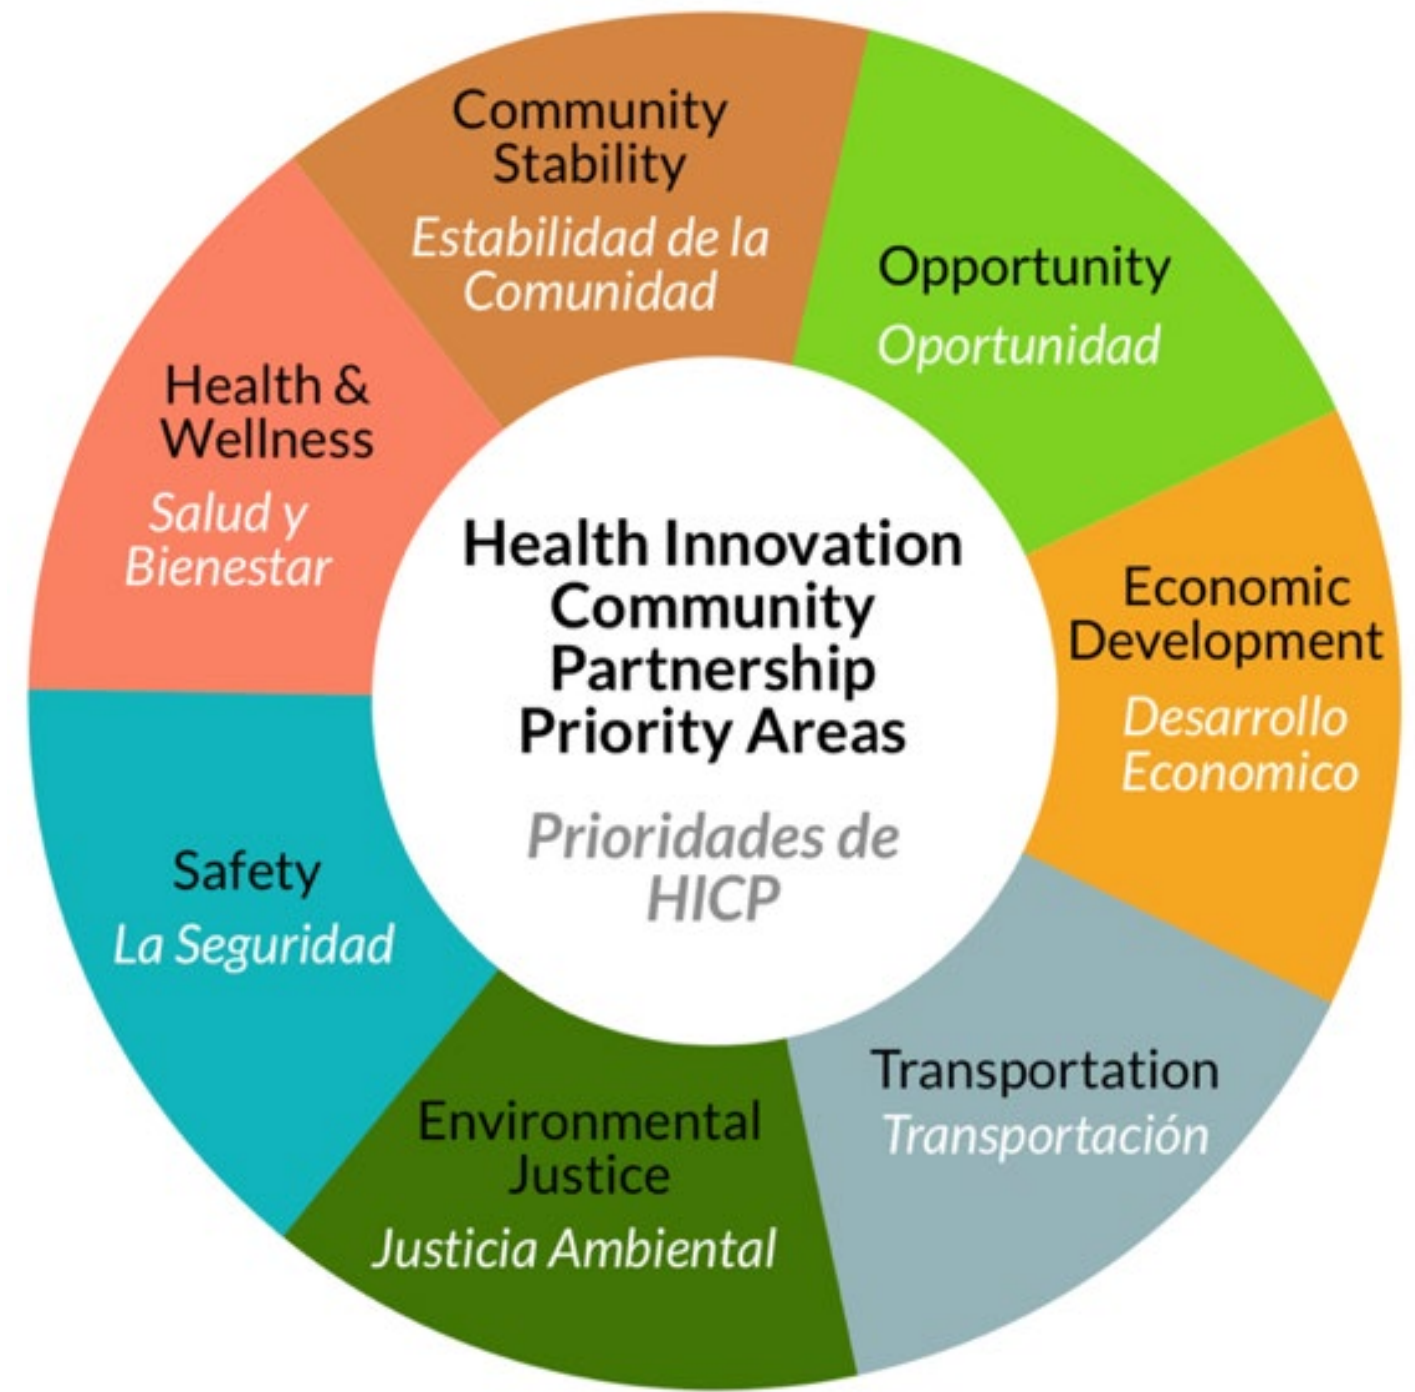 Community
Stability
Estabilidad de la
Comunidad
Opportunity
Oportunidad
Economic
Development
Desarrollo
Economico
Transportation
Transportación
Environmental
Justice
Justicia Ambiental
Safety
La Seguridad
Health &
Wellness
Salud y
Bienestar
Health Innovation
Community
Partnership
Priority Areas
Prioridades de
HICP